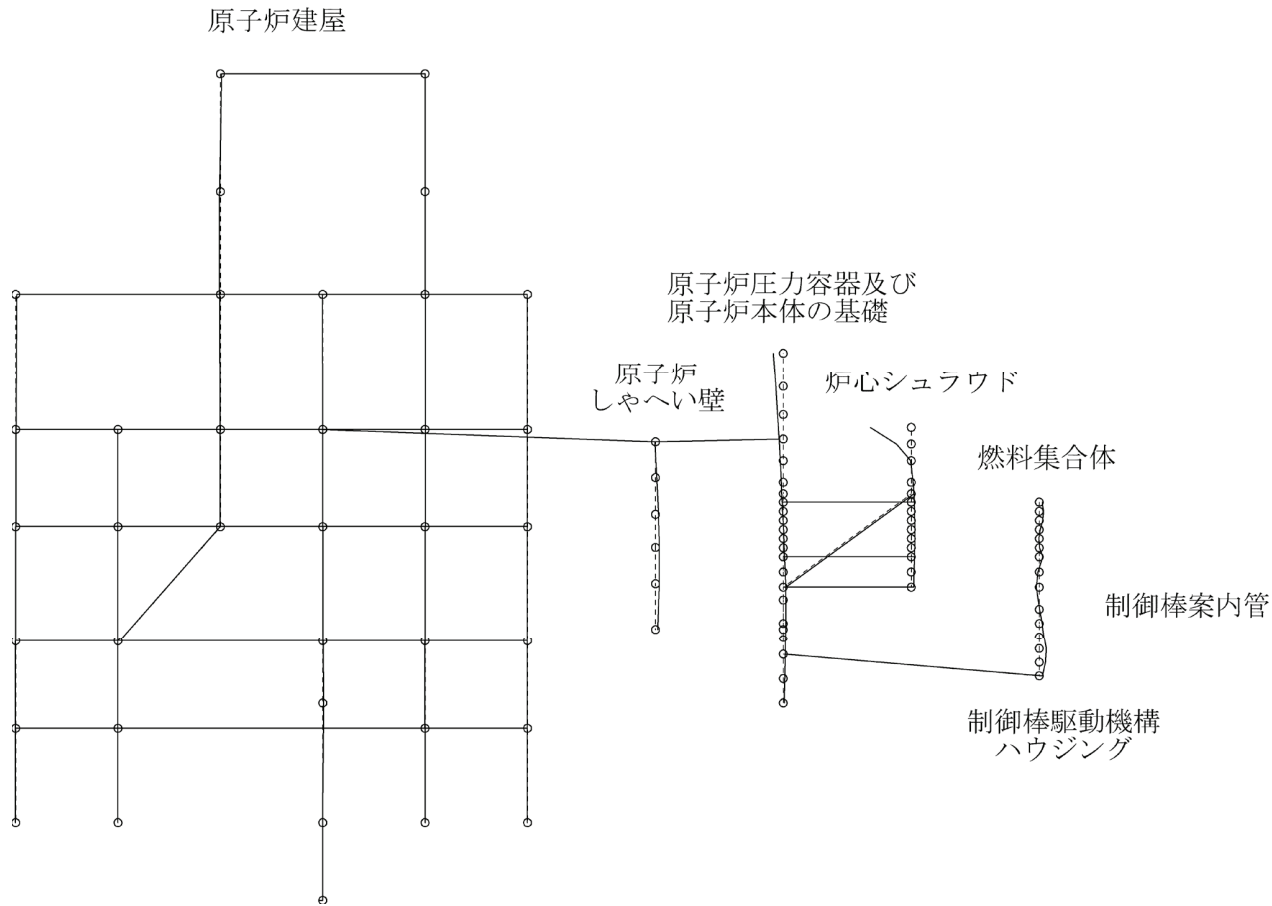 原子炉建屋
原子炉圧力容器及び
原子炉本体の基礎
原子炉
しゃへい壁
炉心シュラウド
燃料集合体
制御棒案内管
制御棒駆動機構
ハウジング